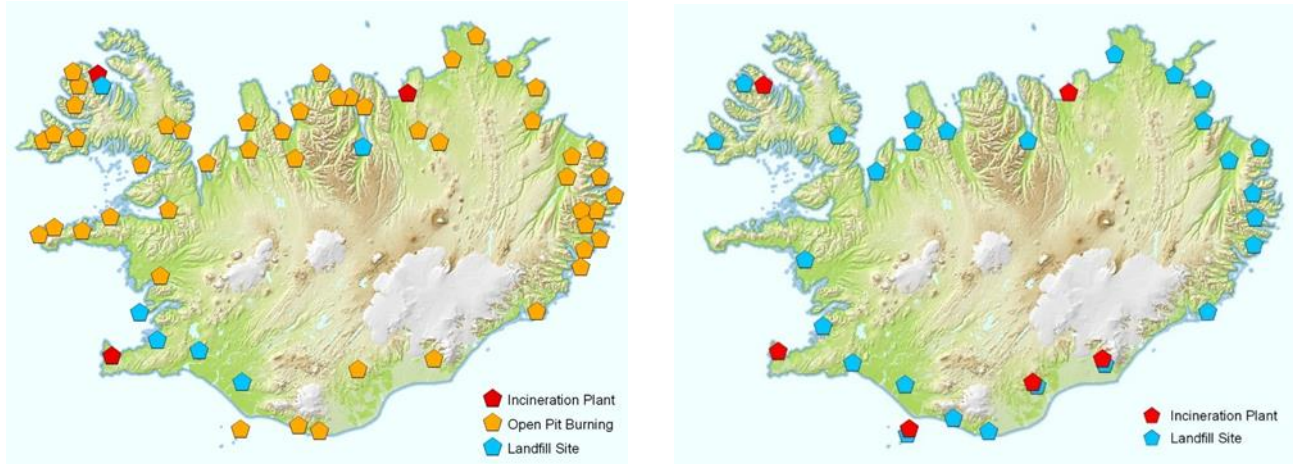 Incineration Plant
Open Pit Burning
Landfill Site
Incineration Plant
Landfill Site